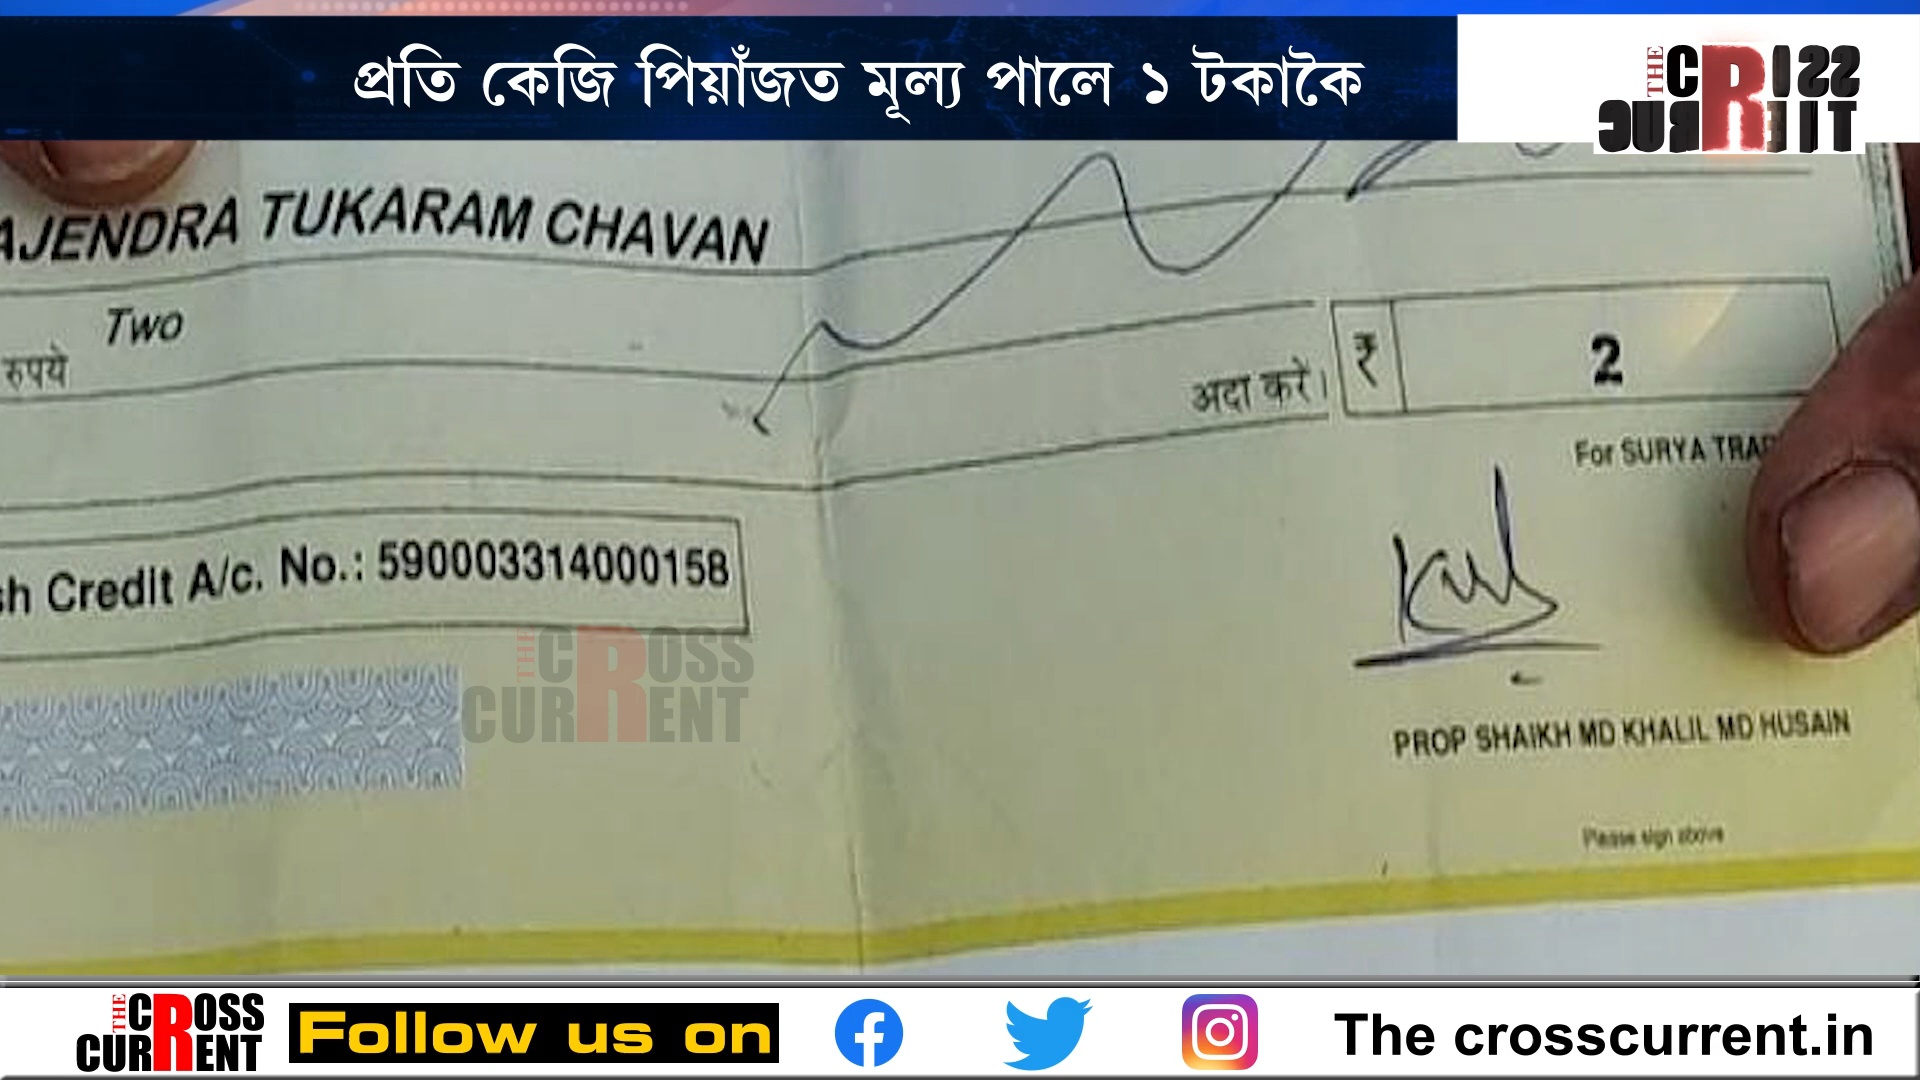 প্ৰতি কেজি পিয়াঁজত মূল্য পালে ১ টকাকৈ
THE CROSS CURRENT
AJENDRA TUKARAM CHAVAN
रुपये Two
अदा करें। ₹ 2
For SURYA TRA
sh Credit A/c. No.: 590003314000158
THE CROSS CURRENT
PROP SHAIKH MD KHALIL MD HUSAIN
Please sign above
THE CROSS CURRENT
Follow us on
The crosscurrent.in